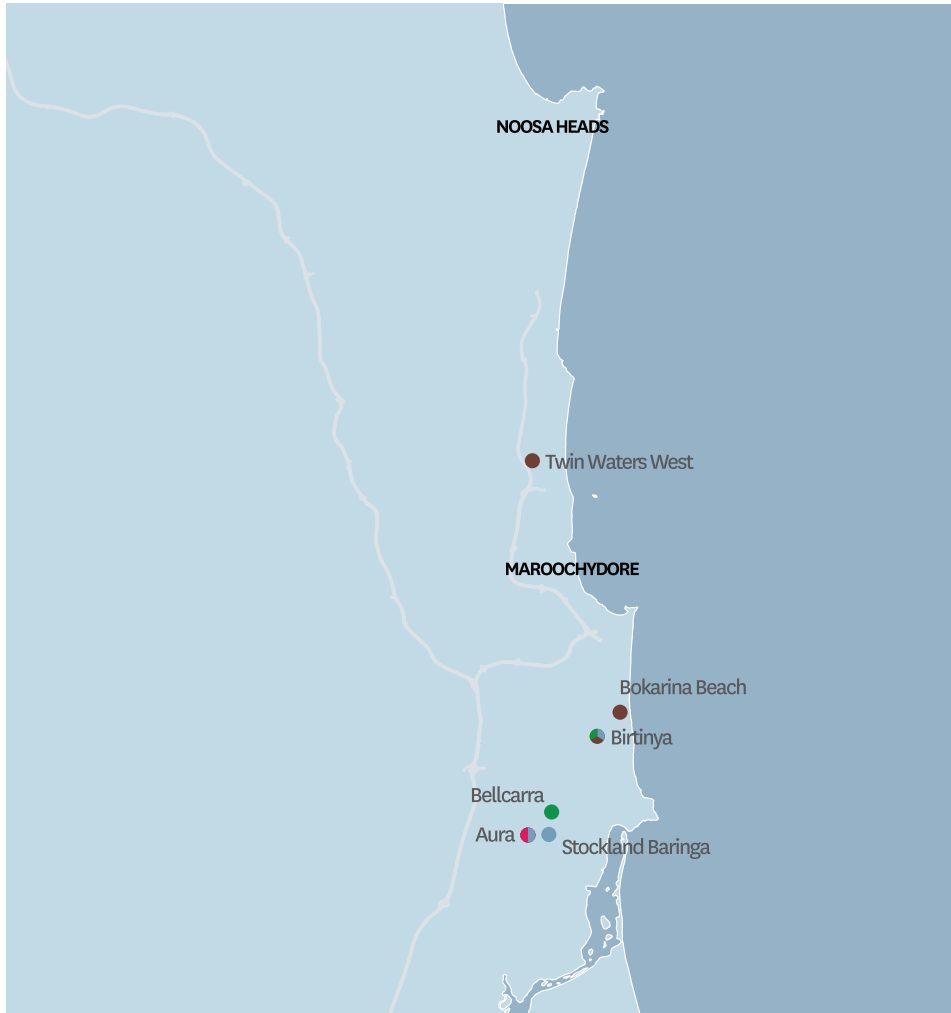 NOOSA HEADS
Twin Waters West
MAROOCHYDORE
Bokarina Beach
Birtinya
Bellcarra
Aura
Stockland Baringa